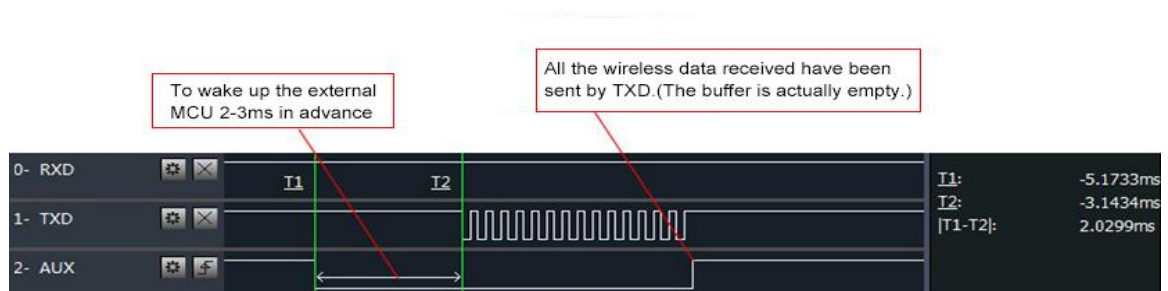 To wake up the external
MCU 2-3ms in advance
All the wireless data received have been
sent by TXD.(The buffer is actually empty.)
0- RXD
T1
T2
1- TXD
2- AUX
T1: -5.1733ms
T2: -3.1434ms
|T1-T2|: 2.0299ms